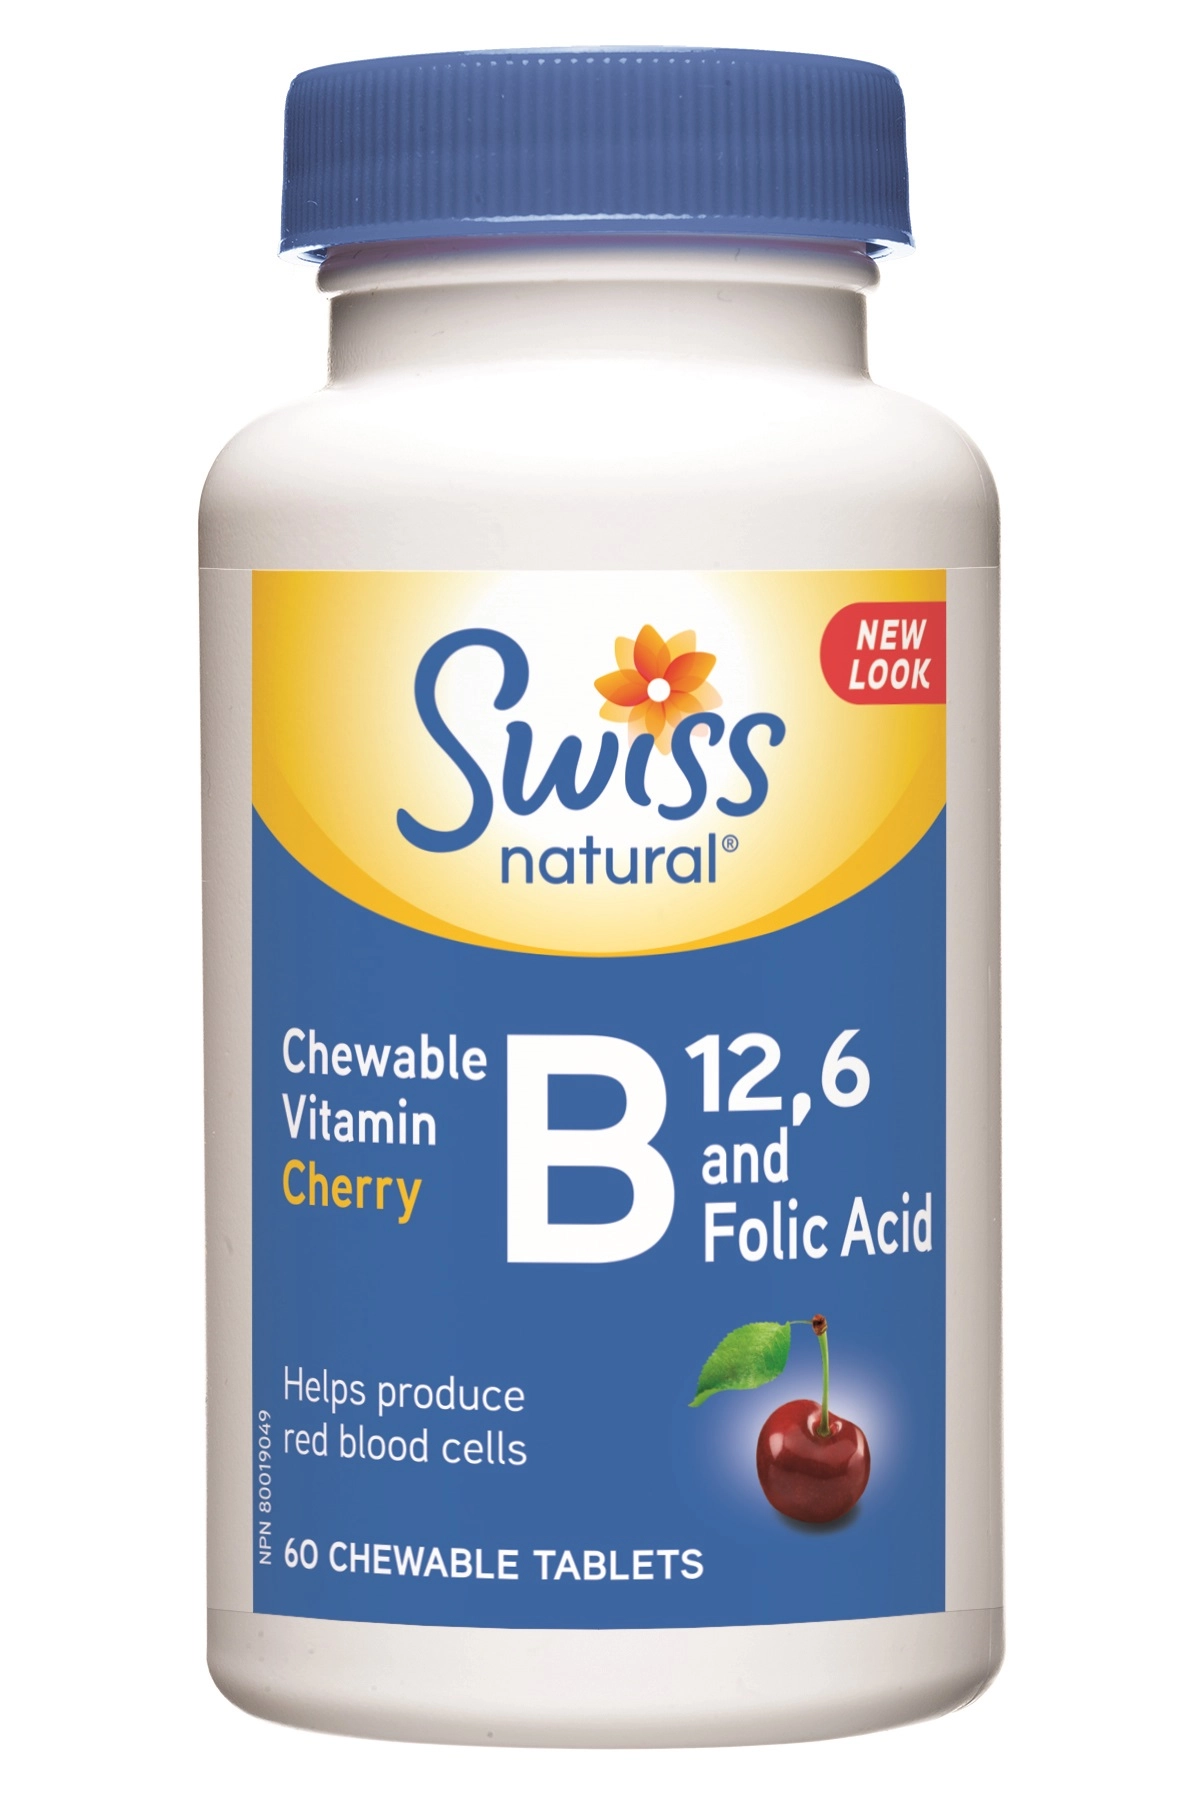 NEW
LOOK
Swiss
natural®
Chewable
Vitamin
Cherry
B 12,6
and
Folic Acid
Helps produce
red blood cells
NPN 80019049
60 CHEWABLE TABLETS